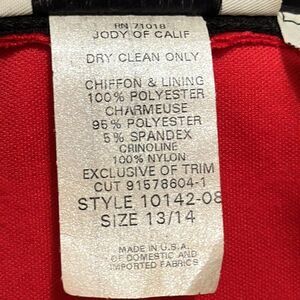 RN 71018
JODY OF CALIF
DRY CLEAN ONLY
CHIFFON & LINING
100% POLYESTER
CHARMEUSE
95% POLYESTER
5% SPANDEX
CRINOLINE
100% NYLON
EXCLUSIVE OF TRIM
CUT 91578604-1
STYLE 10142-08
SIZE 13/14
MADE IN U.S.A.
OF DOMESTIC AND
IMPORTED FABRICS